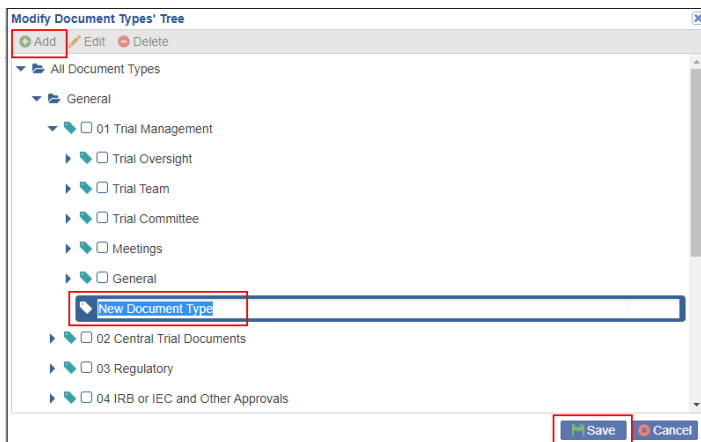 Modify Document Types' Tree
Add Edit Delete
All Document Types
General
01 Trial Management
Trial Oversight
Trial Team
Trial Committee
Meetings
General
New Document Type
02 Central Trial Documents
03 Regulatory
04 IRB or IEC and Other Approvals
Save Cancel